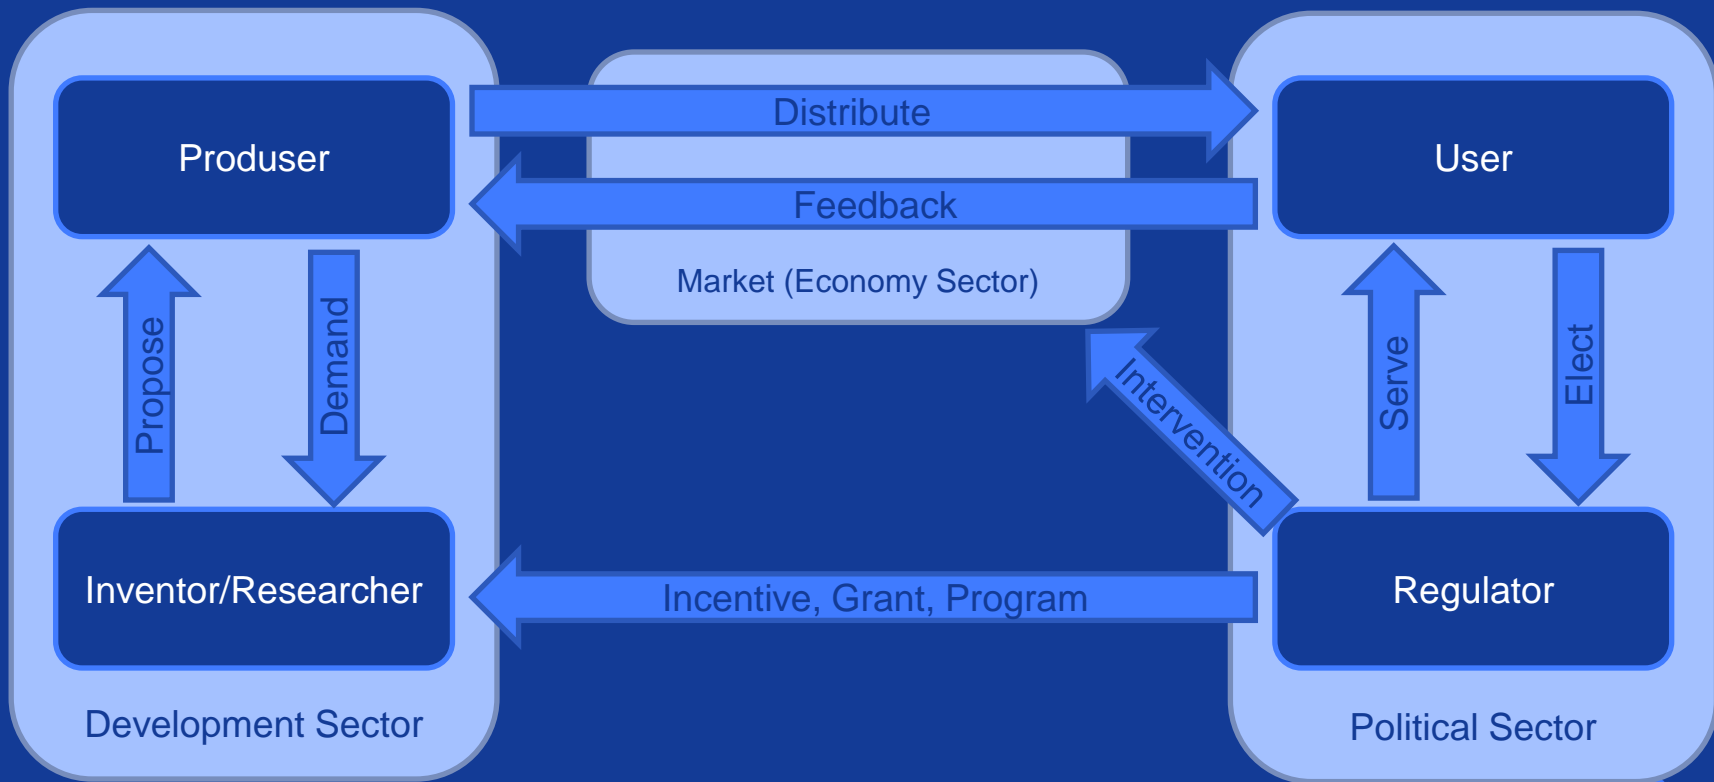 Produser
Distribute
User
Feedback
Market (Economy Sector)
Propose
Demand
Intervention
Serve
Elect
Inventor/Researcher
Incentive, Grant, Program
Regulator
Development Sector
Political Sector